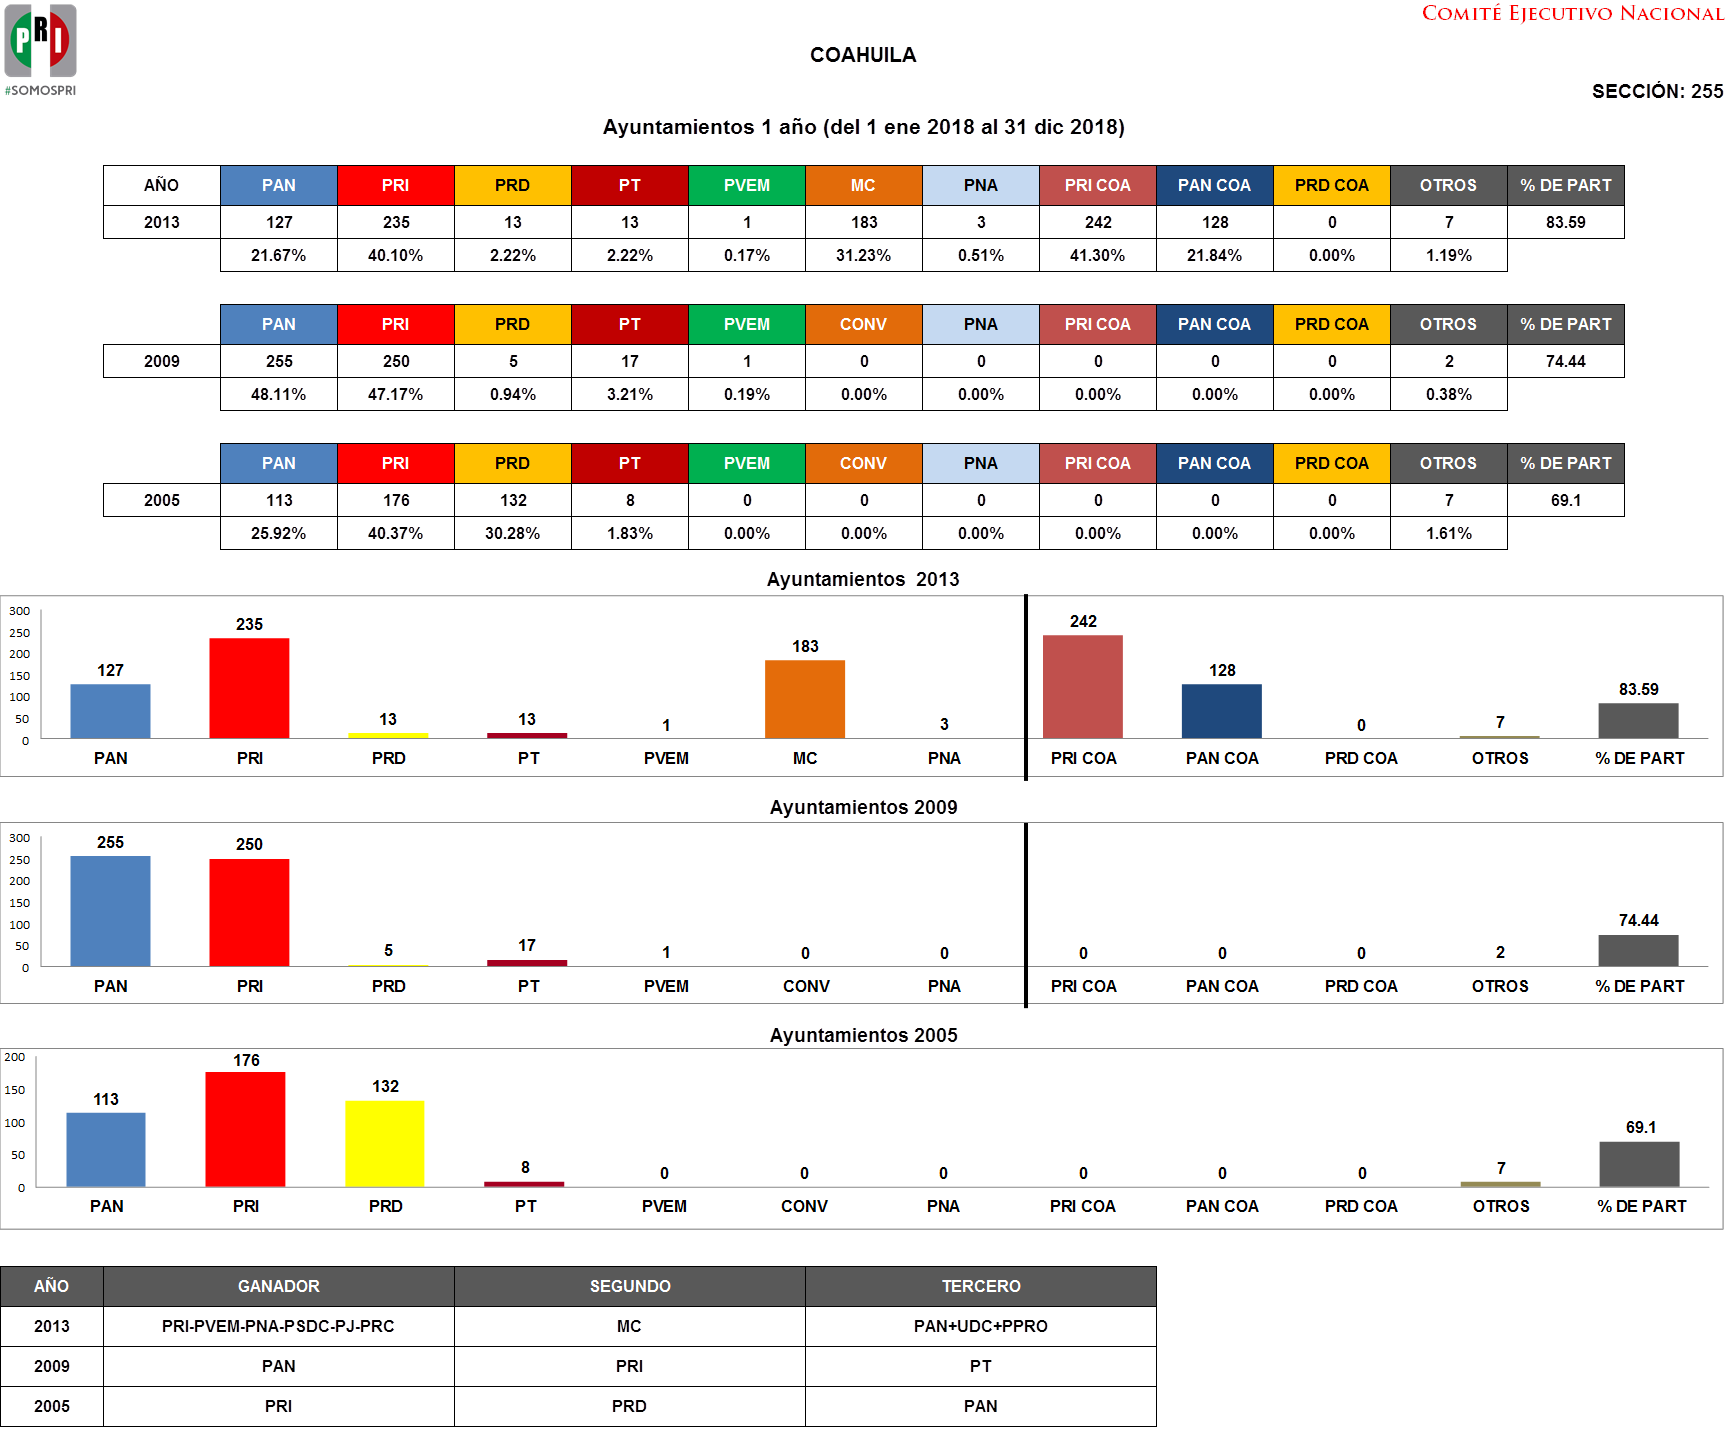 COMITÉ EJECUTIVO NACIONAL
PRI
#SOMOSPRI
COAHUILA
SECCIÓN: 255
Ayuntamientos 1 año (del 1 ene 2018 al 31 dic 2018)
AÑO PAN PRI PRD PT PVEM MC PNA PRI COA PAN COA PRD COA OTROS % DE PART
2013 127 235 13 13 1 183 3 242 128 0 7 83.59
21.67% 40.10% 2.22% 2.22% 0.17% 31.23% 0.51% 41.30% 21.84% 0.00% 1.19%
PAN PRI PRD PT PVEM CONV PNA PRI COA PAN COA PRD COA OTROS % DE PART
2009 255 250 5 17 1 0 0 0 0 0 2 74.44
48.11% 47.17% 0.94% 3.21% 0.19% 0.00% 0.00% 0.00% 0.00% 0.00% 0.38%
PAN PRI PRD PT PVEM CONV PNA PRI COA PAN COA PRD COA OTROS % DE PART
2005 113 176 132 8 0 0 0 0 0 0 7 69.1
25.92% 40.37% 30.28% 1.83% 0.00% 0.00% 0.00% 0.00% 0.00% 0.00% 1.61%
Ayuntamientos 2013
300
250
200
150
100
50
0
127 235 13 13 1 183 3 242 128 0 7 83.59
PAN PRI PRD PT PVEM MC PNA PRI COA PAN COA PRD COA OTROS % DE PART
Ayuntamientos 2009
300
250
200
150
100
50
0
255 250 5 17 1 0 0 0 0 0 2 74.44
PAN PRI PRD PT PVEM CONV PNA PRI COA PAN COA PRD COA OTROS % DE PART
Ayuntamientos 2005
200
150
100
50
0
113 176 132 8 0 0 0 0 0 0 7 69.1
PAN PRI PRD PT PVEM CONV PNA PRI COA PAN COA PRD COA OTROS % DE PART
AÑO GANADOR SEGUNDO TERCERO
2013 PRI-PVEM-PNA-PSDC-PJ-PRC MC PAN+UDC+PPRO
2009 PAN PRI PT
2005 PRI PRD PAN